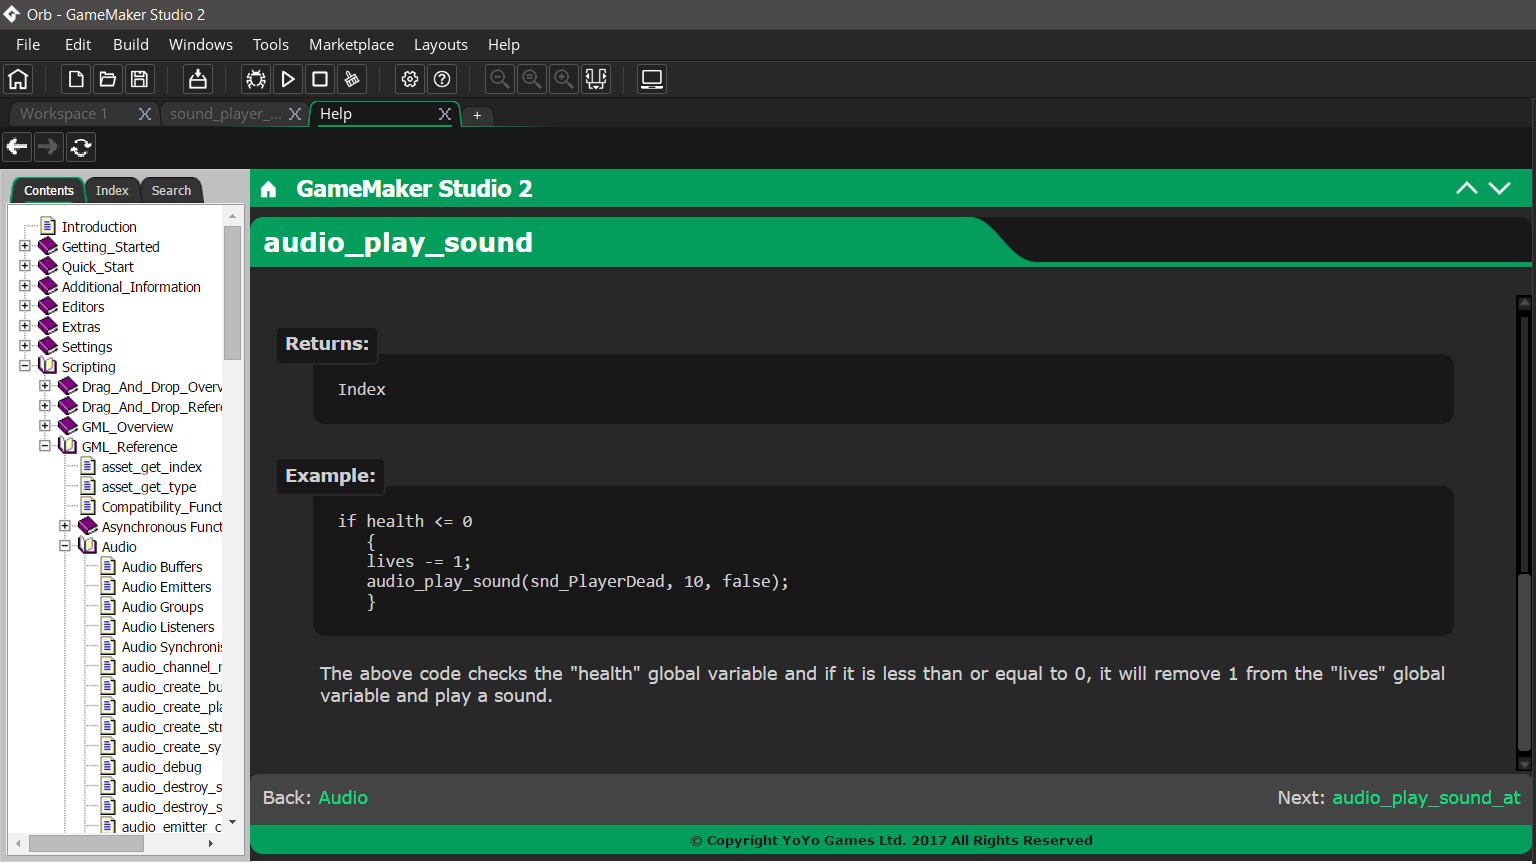 Orb - GameMaker Studio 2
File Edit Build Windows Tools Marketplace Layouts Help
Workspace 1 X sound_player_... X Help X +
Contents Index Search
Introduction
Getting_Started
Quick_Start
Additional_Information
Editors
Extras
Settings
Scripting
Drag_And_Drop_Overv
Drag_And_Drop_Refere
GML_Overview
GML_Reference
asset_get_index
asset_get_type
Compatibility_Funct
Asynchronous Funct
Audio
Audio Buffers
Audio Emitters
Audio Groups
Audio Listeners
Audio Synchronis
audio_channel_r
audio_create_bu
audio_create_pla
audio_create_str
audio_create_sy
audio_debug
audio_destroy_s
audio_destroy_s
audio_emitter_c
GameMaker Studio 2
audio_play_sound
Returns:
Index
Example:
if health <= 0
{
lives -= 1;
audio_play_sound(snd_PlayerDead, 10, false);
}
The above code checks the "health" global variable and if it is less than or equal to 0, it will remove 1 from the "lives" global
variable and play a sound.
Back: Audio
Next: audio_play_sound_at
© Copyright YoYo Games Ltd. 2017 All Rights Reserved